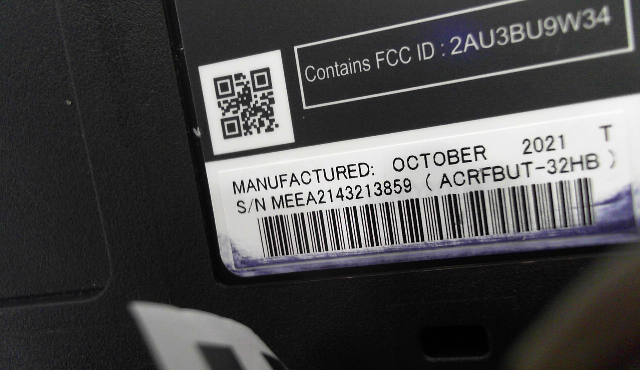 Contains FCC ID : 2AU3BU9W34
MANUFACTURED: OCTOBER 2021 T
S/N MEEA2143213859 ( ACRFBUT-32HB )